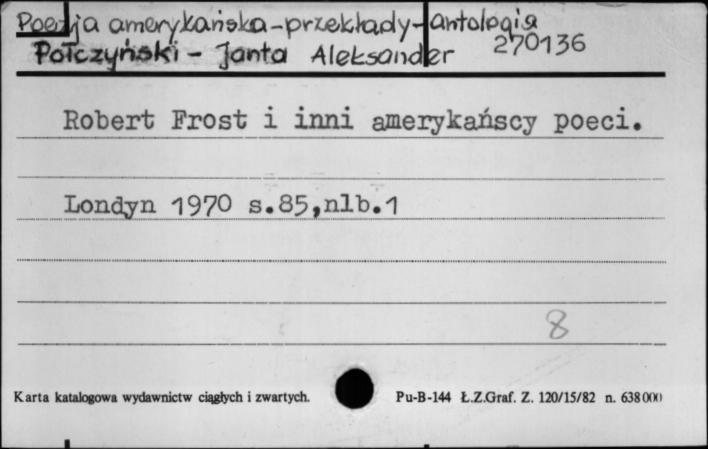 Poezja amerykańska-przekłady-antologia
Połczyński - Janta Aleksander 270136
Robert Frost i inni amerykańscy poeci.
Londyn 1970 s.85,nlb.1
8
Karta katalogowa wydawnictw ciągłych i zwartych. Pu-B-144 Ł.Z.Graf. Z. 120/15/82 n. 638000